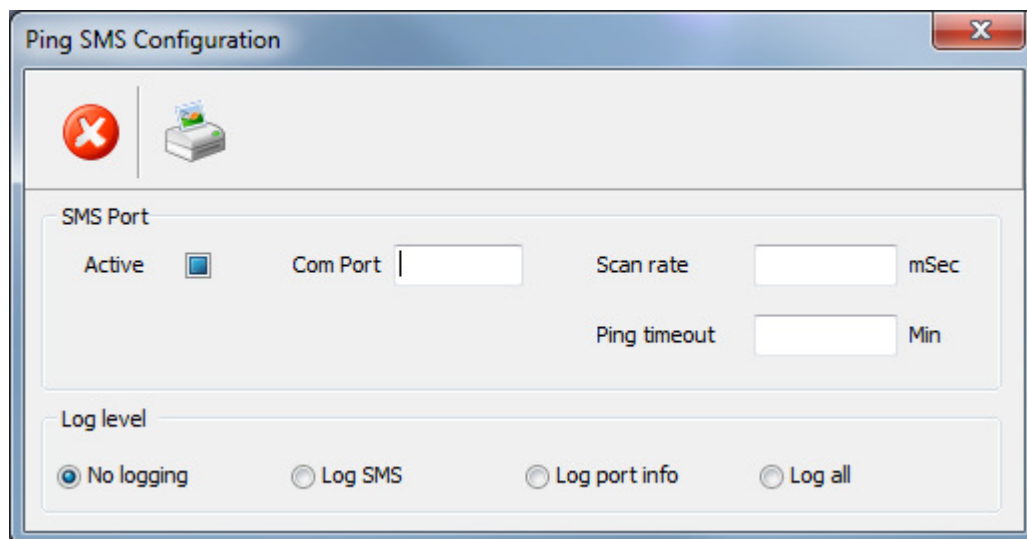 Ping SMS Configuration
SMS Port
Active Com Port Scan rate mSec
Ping timeout Min
Log level
No logging Log SMS Log port info Log all